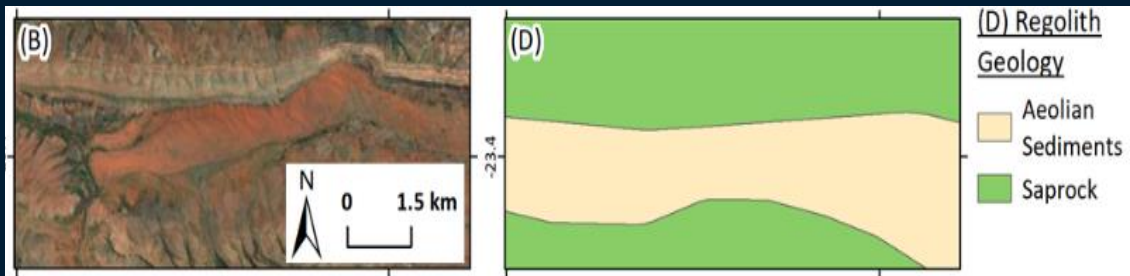 (B)
N
0 1.5 km
-23.4
(D)
(D) Regolith
Geology
Aeolian
Sediments
Saprock